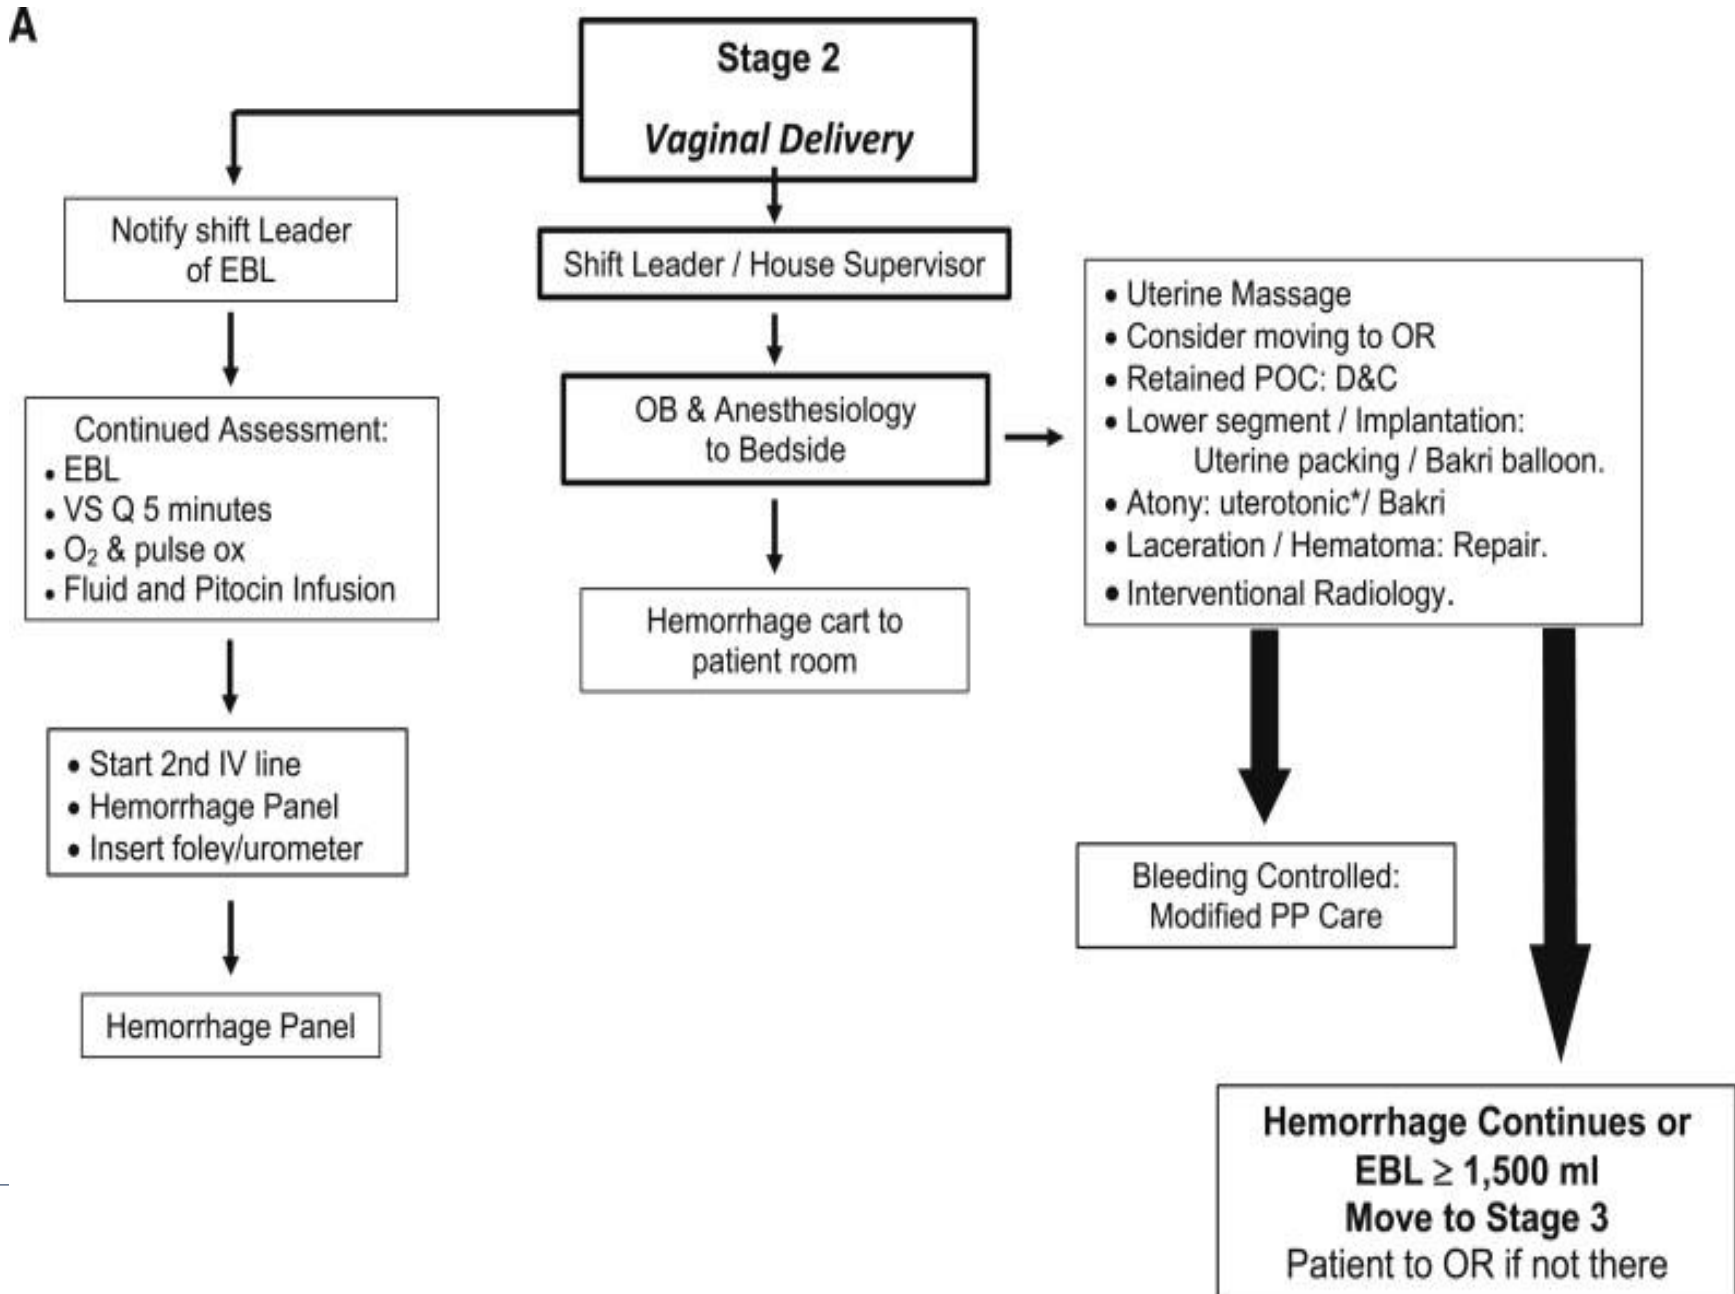 A
Stage 2
Vaginal Delivery
Notify shift Leader
of EBL
Continued Assessment:
• EBL
• VS Q 5 minutes
• O₂ & pulse ox
• Fluid and Pitocin Infusion
• Start 2nd IV line
• Hemorrhage Panel
• Insert foley/urometer
Hemorrhage Panel
Shift Leader / House Supervisor
OB & Anesthesiology
to Bedside
Hemorrhage cart to
patient room
• Uterine Massage
• Consider moving to OR
• Retained POC: D&C
• Lower segment / Implantation:
Uterine packing / Bakri balloon.
• Atony: uterotonic*/ Bakri
• Laceration / Hematoma: Repair.
• Interventional Radiology.
Bleeding Controlled:
Modified PP Care
Hemorrhage Continues or
EBL ≥ 1,500 ml
Move to Stage 3
Patient to OR if not there